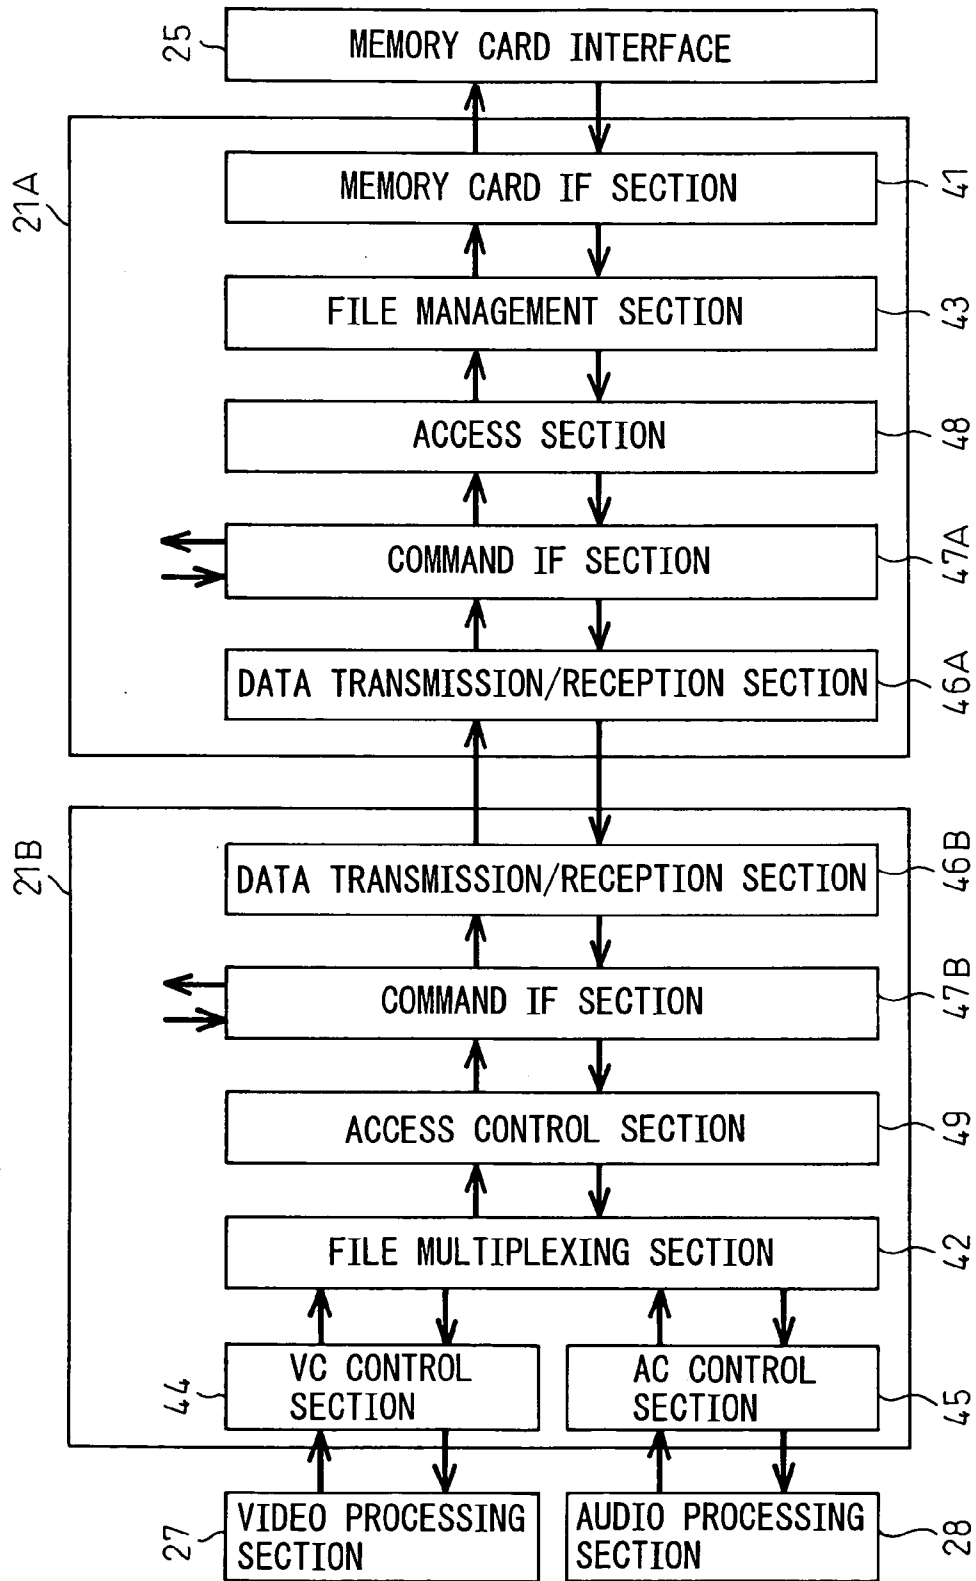 25
MEMORY CARD INTERFACE
21A
MEMORY CARD IF SECTION
41
FILE MANAGEMENT SECTION
43
ACCESS SECTION
48
COMMAND IF SECTION
47A
DATA TRANSMISSION/RECEPTION SECTION
46A
21B
DATA TRANSMISSION/RECEPTION SECTION
46B
COMMAND IF SECTION
47B
ACCESS CONTROL SECTION
49
FILE MULTIPLEXING SECTION
42
44
VC CONTROL
SECTION
AC CONTROL
SECTION
45
27
VIDEO PROCESSING
SECTION
AUDIO PROCESSING
SECTION
28